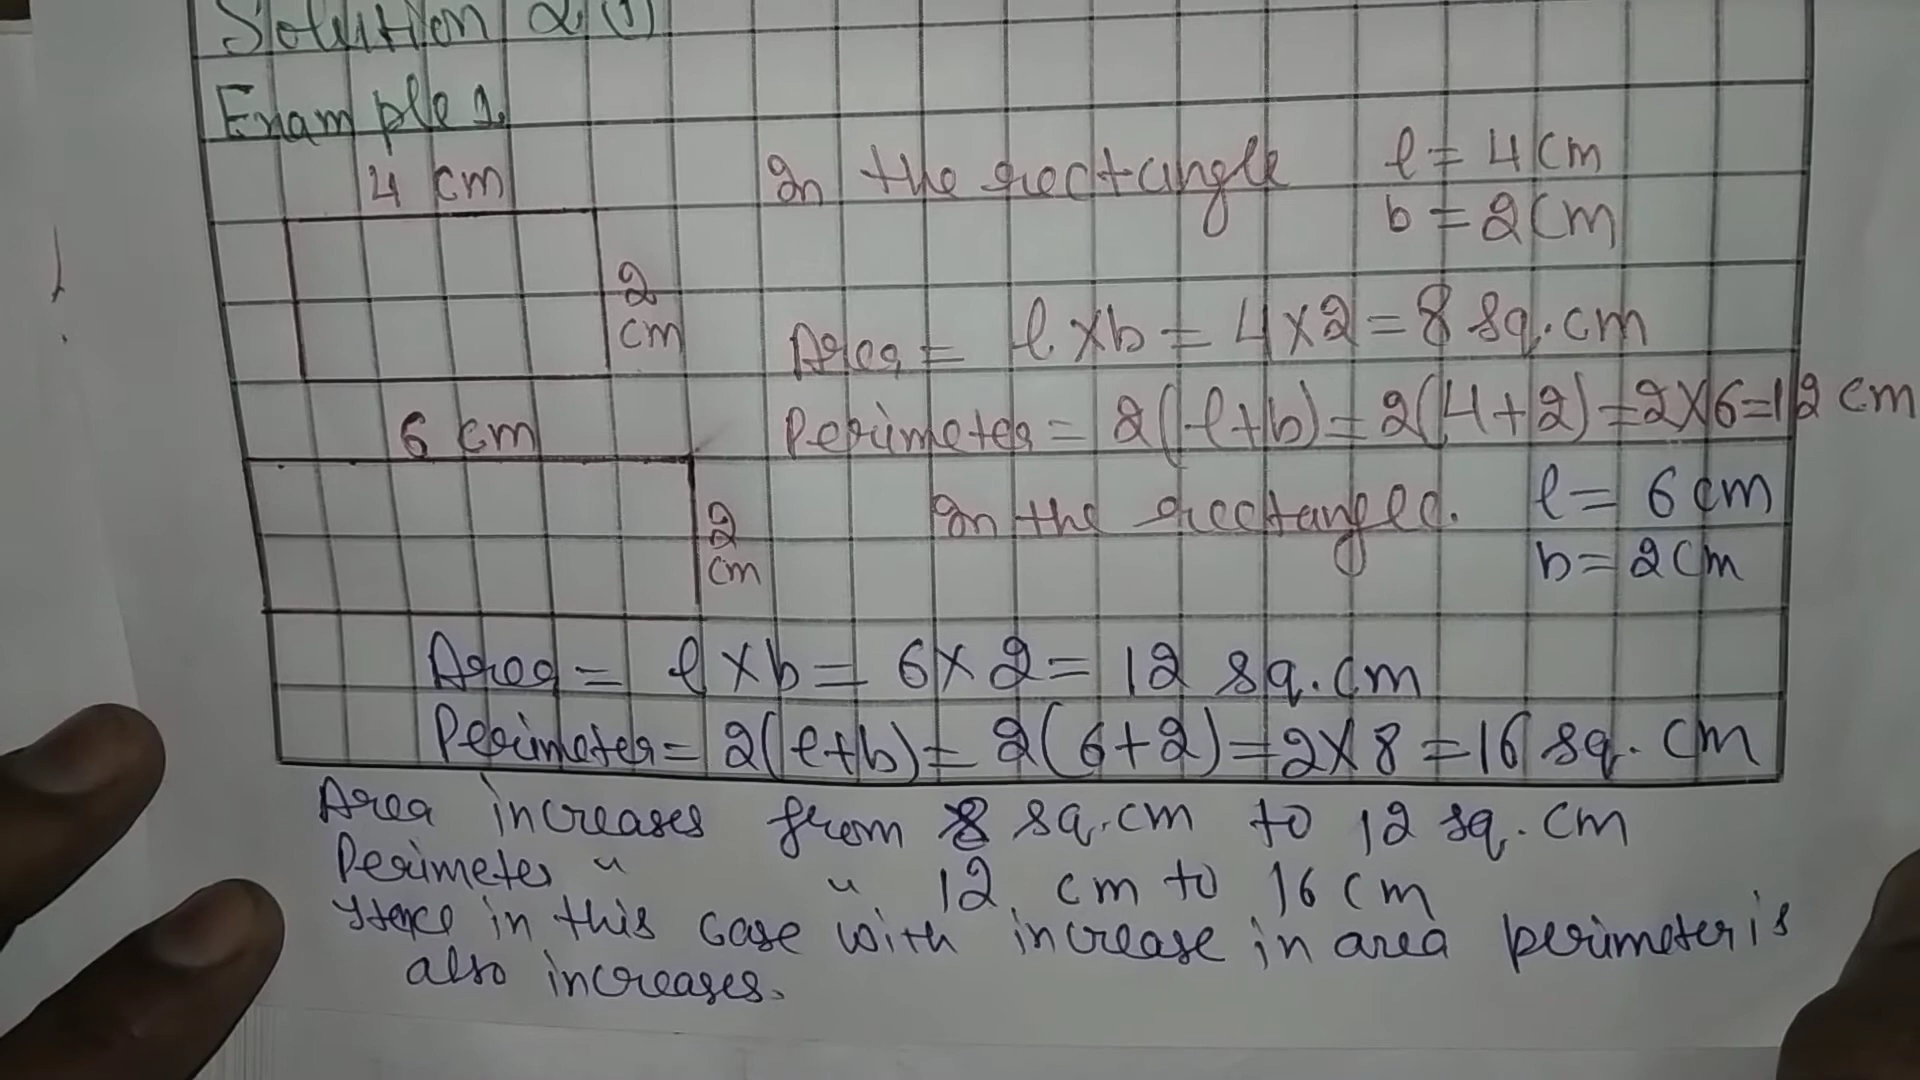 Solution 2(1)
Example 1.
4 cm
In the rectangle l = 4 cm
b = 2 cm
2
cm
Area = l × b = 4 × 2 = 8 sq. cm
Perimeter = 2(l+b) = 2(4+2) = 2×6 = 12 cm
6 cm
2
cm
In the l = 6 cm
b = 2 cm
Area = l × b = 6 × 2 = 12 sq. cm
Perimeter = 2(l+b) = 2(6+2) = 2×8 = 16 sq. cm
Area increases from 8 sq. cm to 12 sq. cm
Perimeter " " 12 cm to 16 cm
Hence in this case with increase in area perimeter is
also increases.